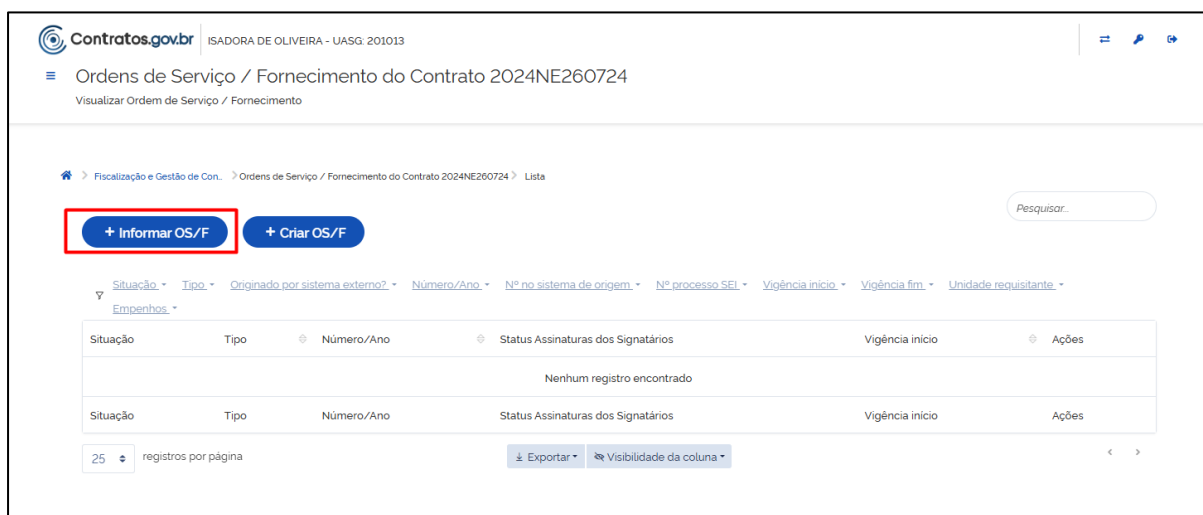 Contratos.gov.br ISADORA DE OLIVEIRA - UASG: 201013
Ordens de Serviço / Fornecimento do Contrato 2024NE260724
Visualizar Ordem de Serviço / Fornecimento
> Fiscalização e Gestão de Con... > Ordens de Serviço / Fornecimento do Contrato 2024NE260724 > Lista
Pesquisar...
+ Informar OS/F + Criar OS/F
Situação Tipo Originado por sistema externo? Número/Ano Nº no sistema de origem Nº processo SEI Vigência início Vigência fim Unidade requisitante
Empenhos
Situação Tipo Número/Ano Status Assinaturas dos Signatários Vigência início Ações
Nenhum registro encontrado
Situação Tipo Número/Ano Status Assinaturas dos Signatários Vigência início Ações
25 registros por página Exportar Visibilidade da coluna < >